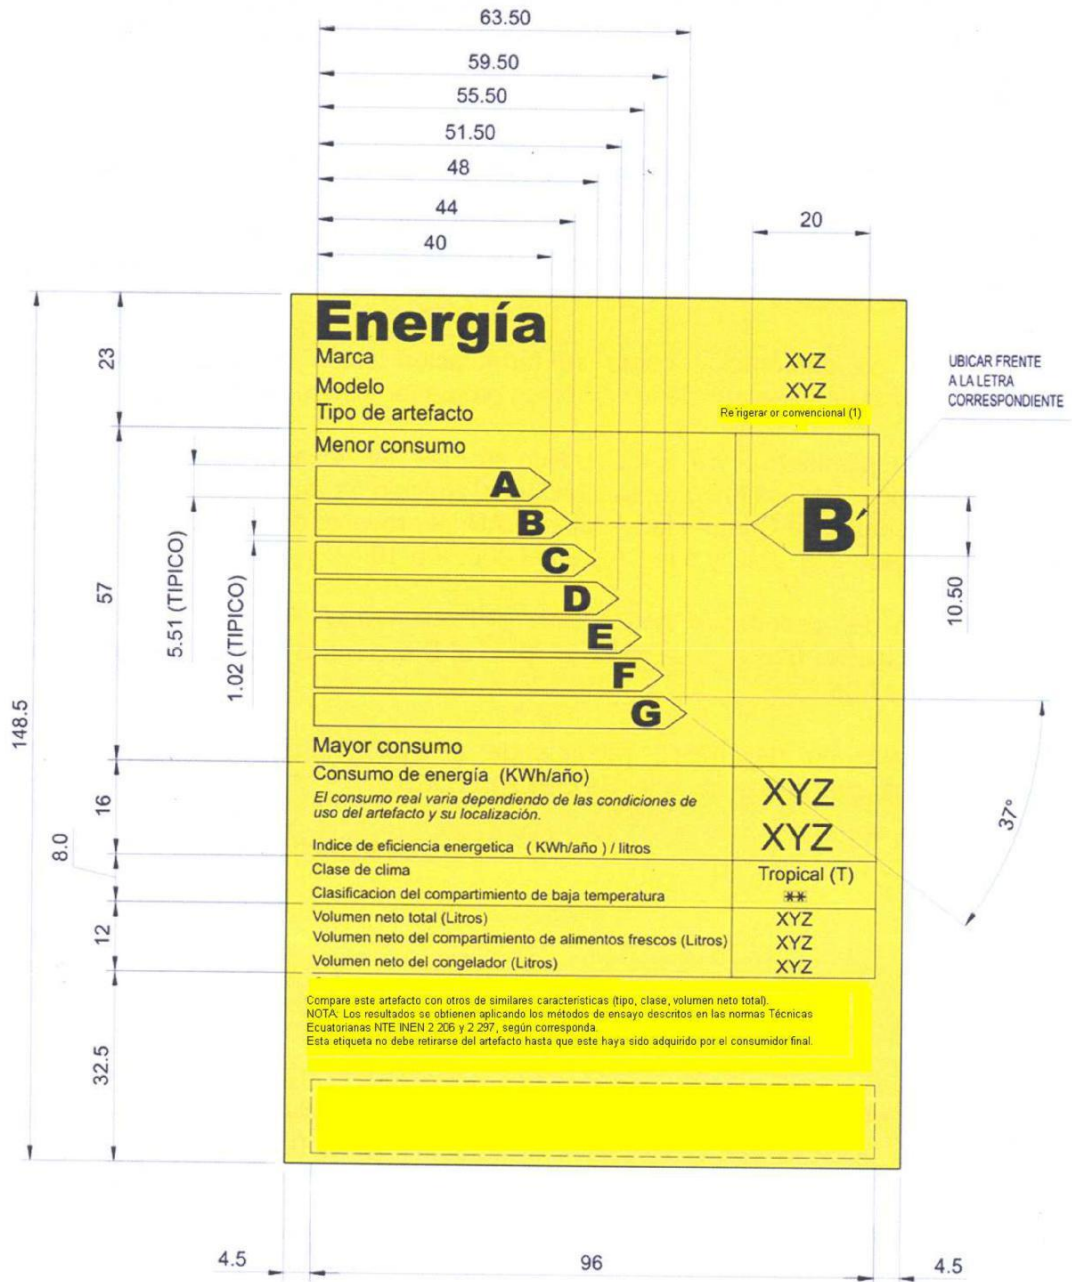 63.50
59.50
55.50
51.50
48
44
40
20
Energía
Marca XYZ
Modelo XYZ
Tipo de artefacto Refrigerador convencional (1)
UBICAR FRENTE
A LA LETRA
CORRESPONDIENTE
Menor consumo
A
B B
C
D
E
F
G
Mayor consumo
Consumo de energía (KWh/año) XYZ
El consumo real varia dependiendo de las condiciones de
uso del artefacto y su localización.
Indice de eficiencia energetica ( KWh/año ) / litros XYZ
Clase de clima Tropical (T)
Clasificacion del compartimiento de baja temperatura **
Volumen neto total (Litros) XYZ
Volumen neto del compartimiento de alimentos frescos (Litros) XYZ
Volumen neto del congelador (Litros) XYZ
Compare este artefacto con otros de similares características (tipo, clase, volumen neto total).
NOTA: Los resultados se obtienen aplicando los métodos de ensayo descritos en las normas Técnicas
Ecuatorianas NTE INEN 2 206 y 2 297, según corresponda.
Esta etiqueta no debe retirarse del artefacto hasta que este haya sido adquirido por el consumidor final.
148.5
23
57
16
8.0
12
32.5
5.51 (TIPICO)
1.02 (TIPICO)
10.50
37°
4.5
96
4.5